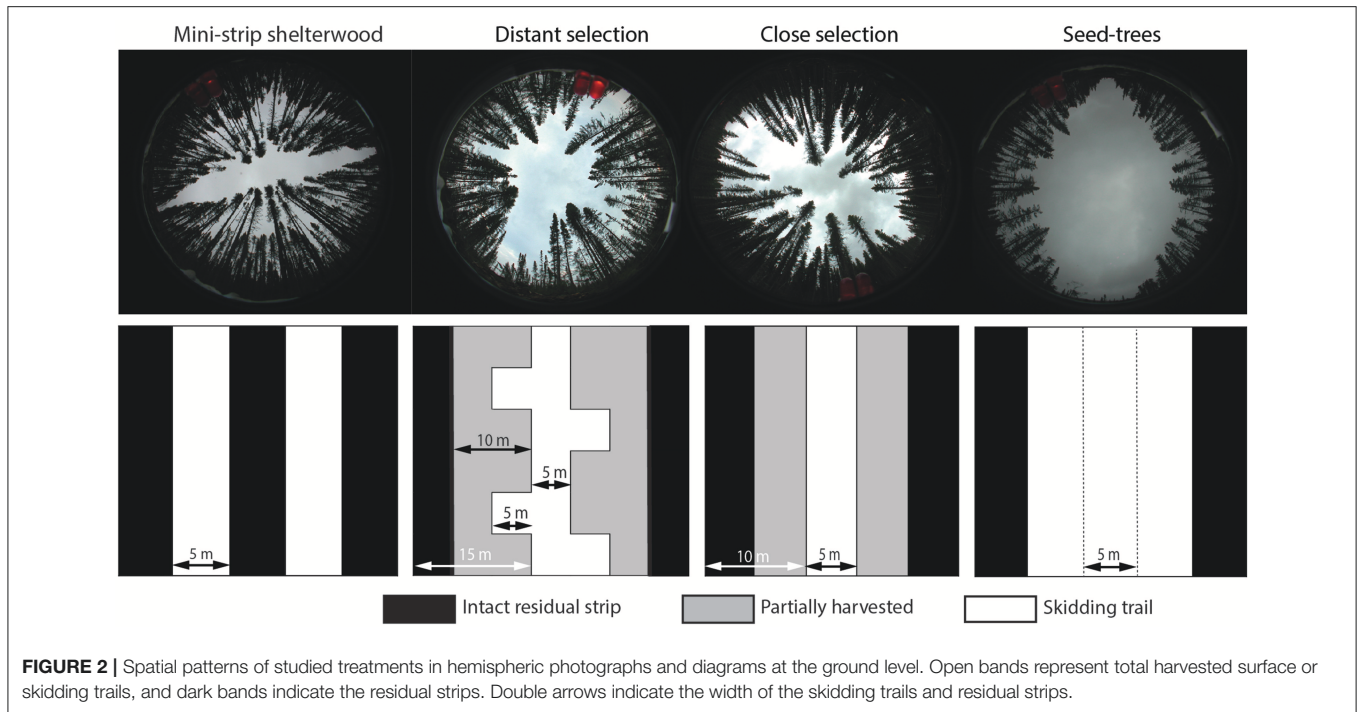 Mini-strip shelterwood
Distant selection
Close selection
Seed-trees
5 m
10 m
5 m
5 m
15 m
10 m
5 m
5 m
Intact residual strip
Partially harvested
Skidding trail
FIGURE 2 | Spatial patterns of studied treatments in hemispheric photographs and diagrams at the ground level. Open bands represent total harvested surface or
skidding trails, and dark bands indicate the residual strips. Double arrows indicate the width of the skidding trails and residual strips.